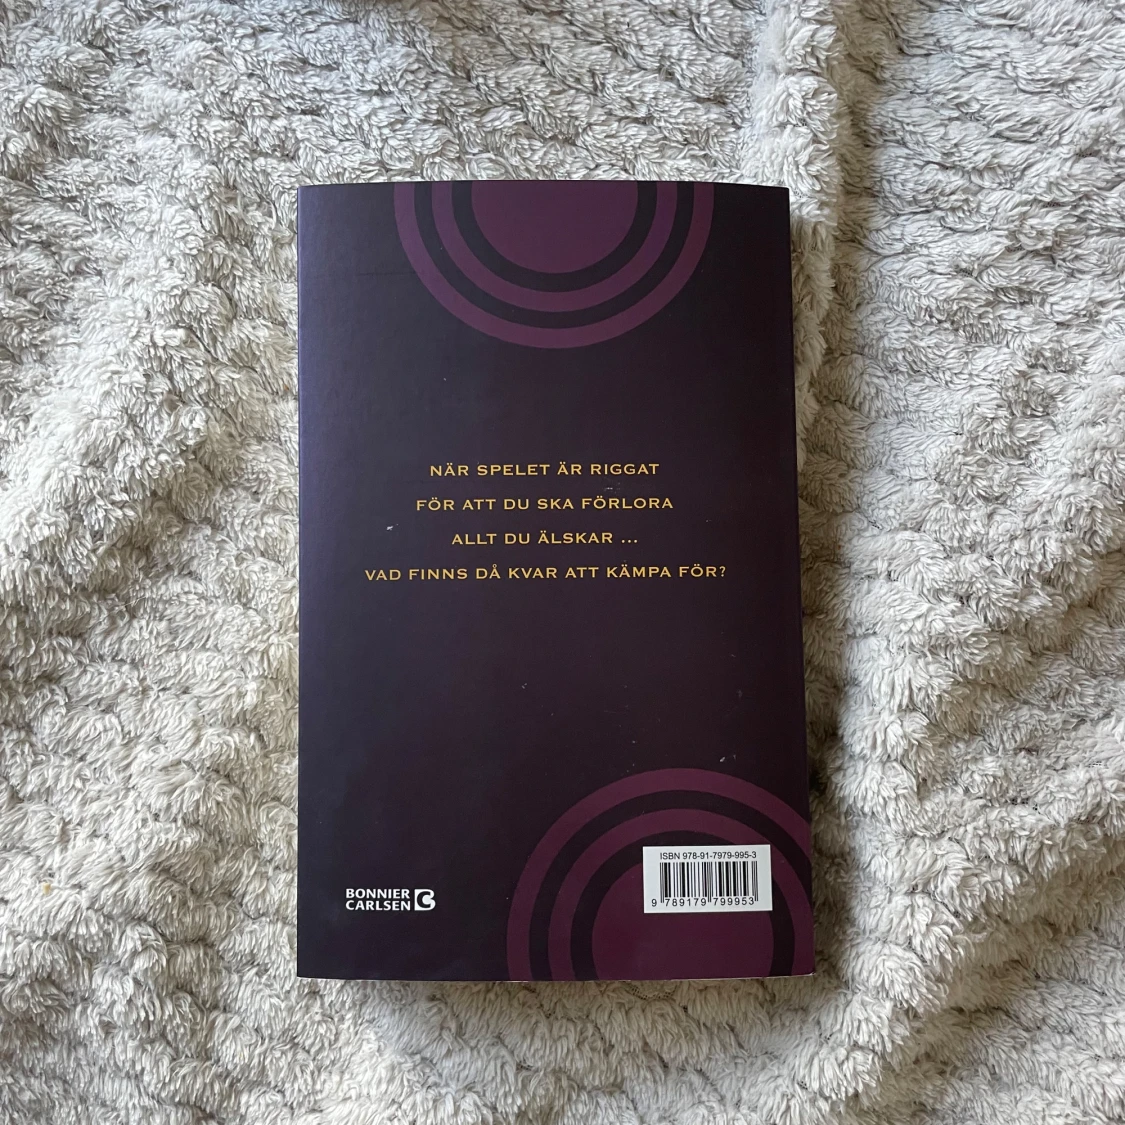 NÄR SPELET ÄR RIGGAT
FÖR ATT DU SKA FÖRLORA
ALLT DU ÄLSKAR ...
VAD FINNS DÅ KVAR ATT KÄMPA FÖR?
BONNIER
CARLSEN
ISBN 978-91-7979-995-3
9 789179 799953